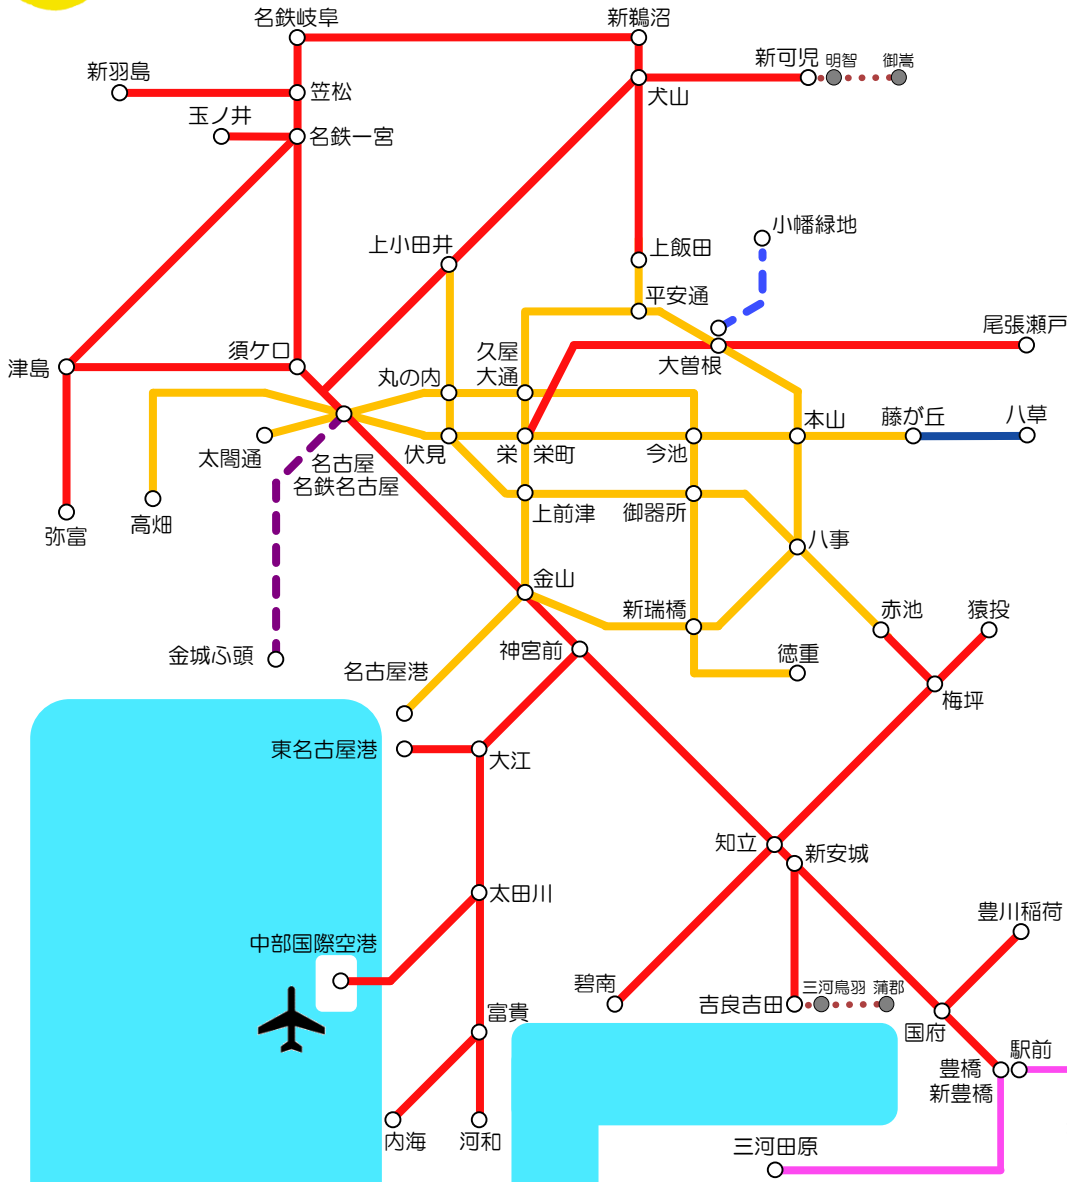 名鉄岐阜
新鵜沼
新羽島
笠松
玉ノ井
名鉄一宮
犬山
新可児
明智
御嵩
上小田井
上飯田
小幡緑地
平安通
尾張瀬戸
大曽根
津島
須ケ口
丸の内
久屋
大通
太閤通
名古屋
名鉄名古屋
伏見
栄
栄町
今池
本山
藤が丘
八草
弥富
高畑
上前津
御器所
八事
金山
新瑞橋
赤池
猿投
金城ふ頭
名古屋港
神宮前
徳重
梅坪
東名古屋港
大江
知立
新安城
太田川
豊川稲荷
中部国際空港
碧南
吉良吉田
三河鳥羽
蒲郡
国府
富貴
豊橋
新豊橋
駅前
内海
河和
三河田原